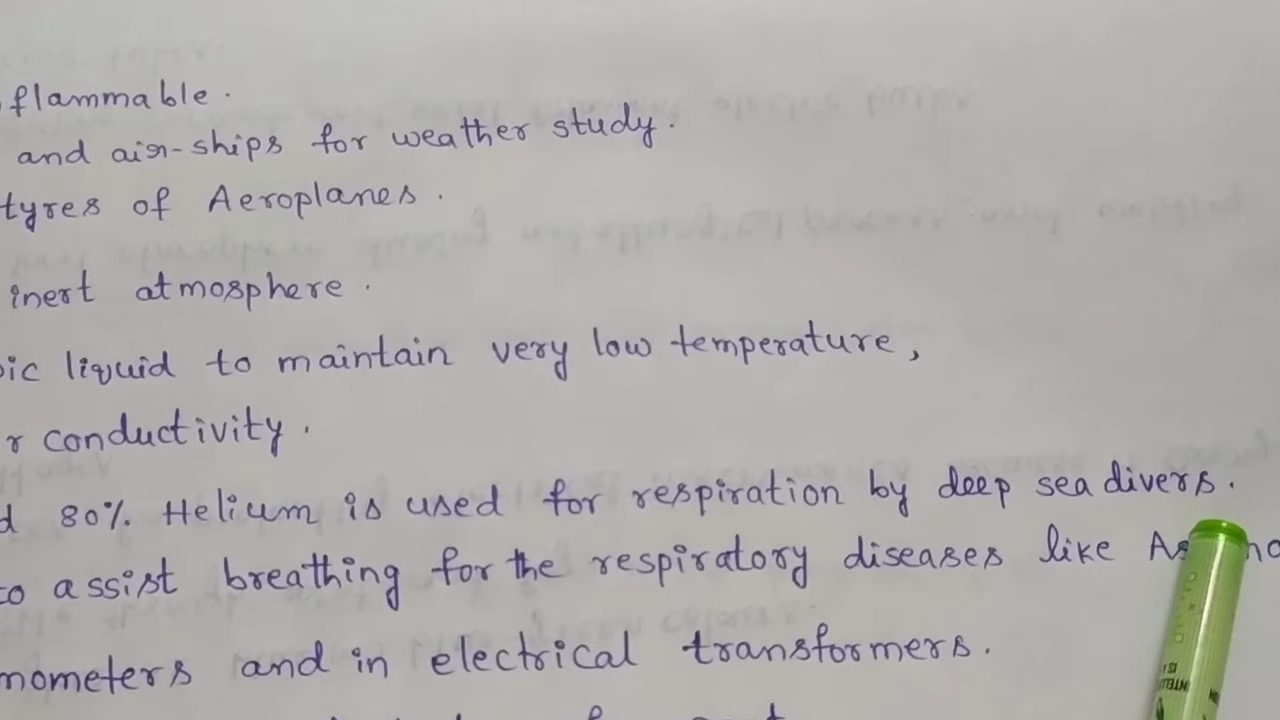 flammable.
and air-ships for weather study.
tyres of Aeroplanes.
inert atmosphere.
liquid to maintain very low temperature,
conductivity.
80% Helium is used for respiration by deep sea divers.
to assist breathing for the respiratory diseases like
and in electrical transformers.